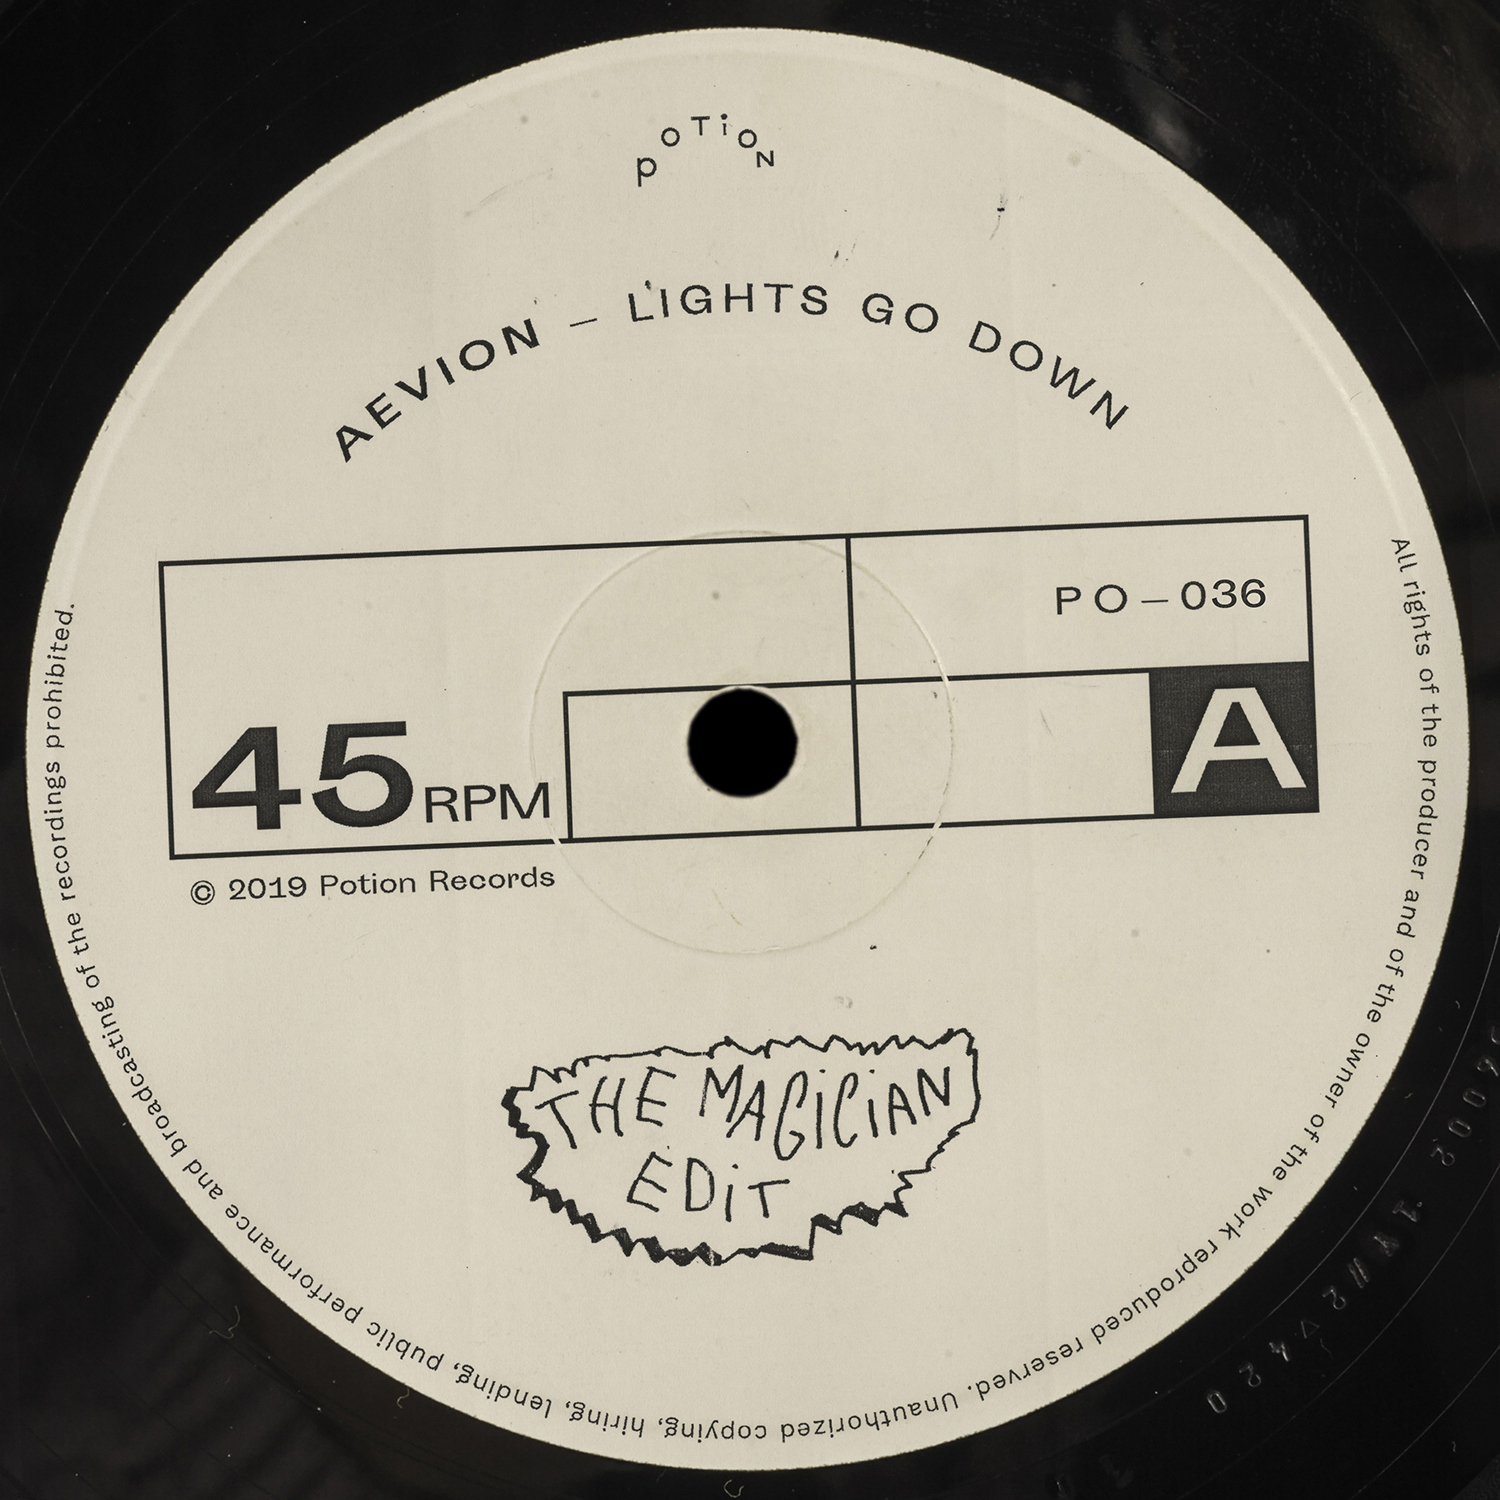 pOTiON
AEVION – LIGHTS GO DOWN
PO–036
45RPM
A
© 2019 Potion Records
THE MAGiCiAN
EDiT
All rights of the producer and of the owner of the work reproduced reserved. Unauthorized copying, hiring, lending, public performance and broadcasting of the recordings prohibited.